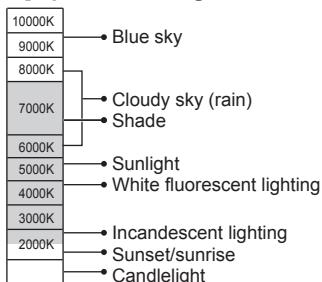 10000K
9000K
Blue sky
8000K
7000K
Cloudy sky (rain)
Shade
6000K
5000K
Sunlight
4000K
White fluorescent lighting
3000K
2000K
Incandescent lighting
Sunset/sunrise
Candlelight